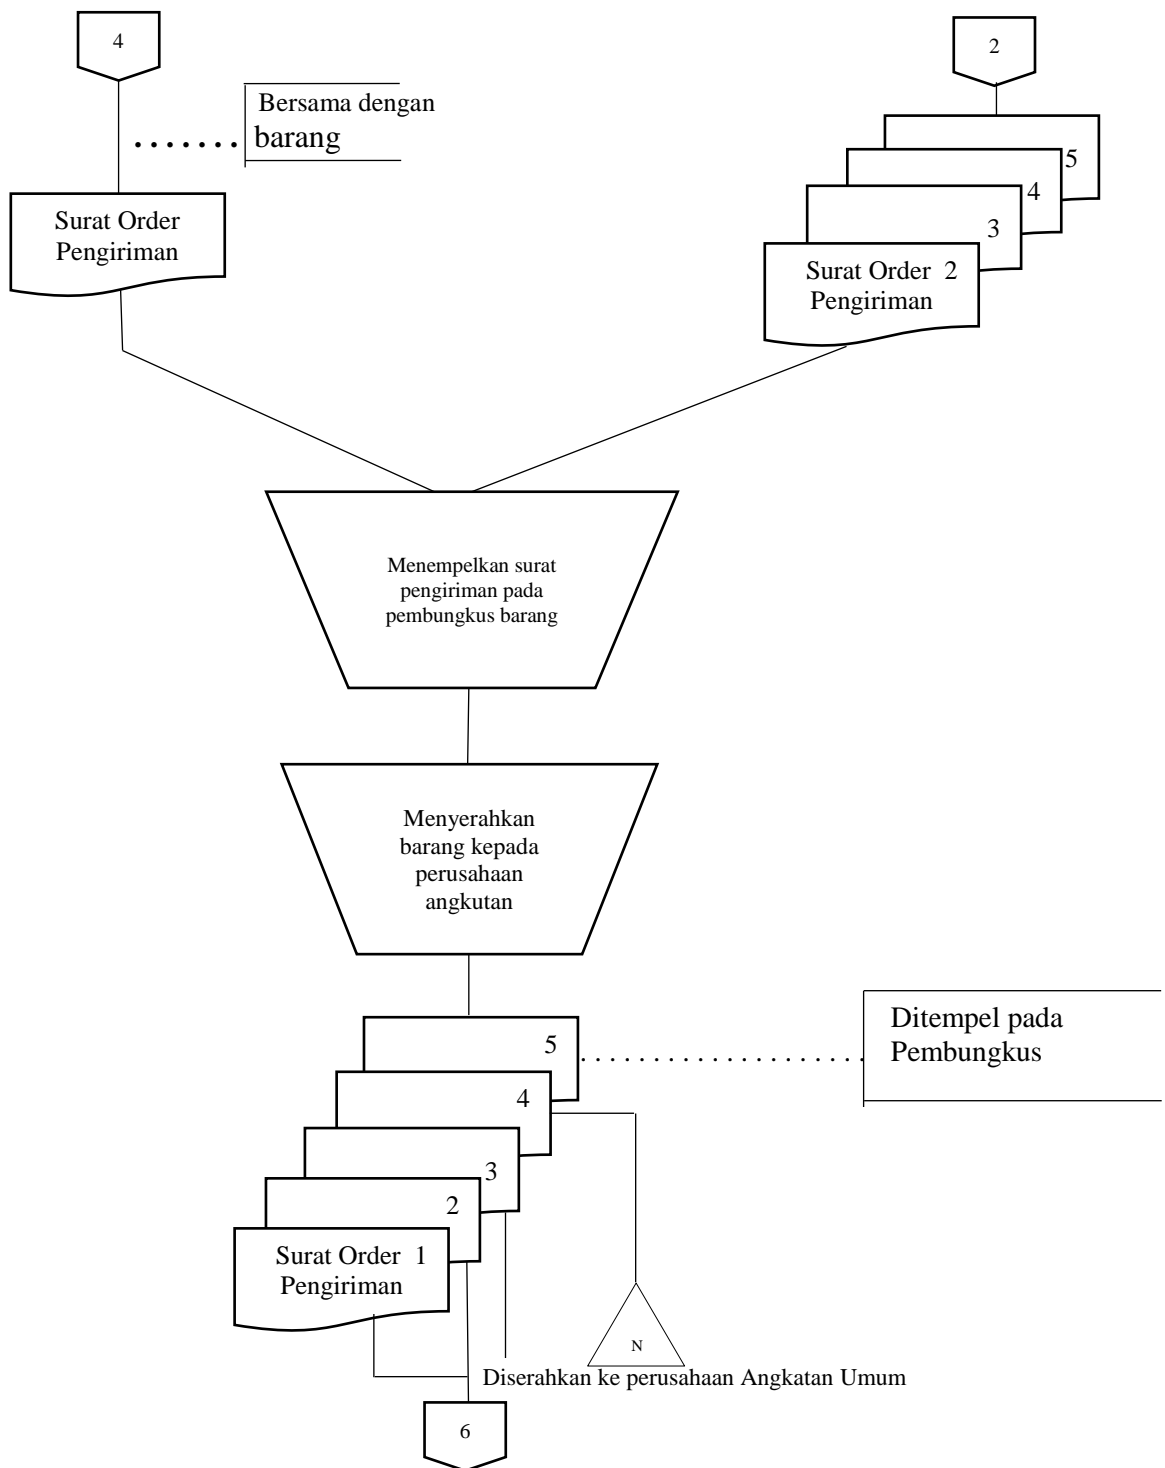 4
2
Bersama dengan
barang
5
4
3
Surat Order 2
Pengiriman
Surat Order
Pengiriman
Menempelkan surat
pengiriman pada
pembungkus barang
Menyerahkan
barang kepada
perusahaan
angkutan
Ditempel pada
Pembungkus
5
4
3
2
Surat Order 1
Pengiriman
N
Diserahkan ke perusahaan Angkatan Umum
6